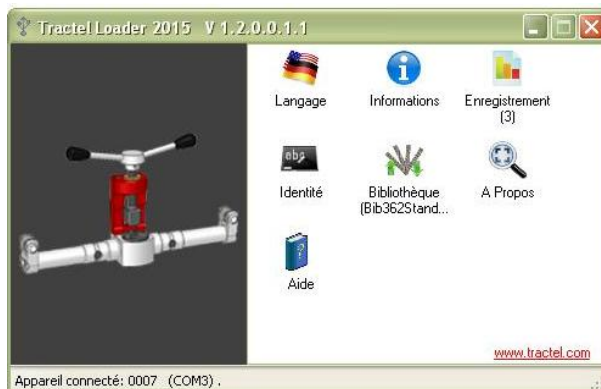 Tractel Loader 2015 V 1.2.0.0.1.1
Langage
Informations
Enregistrement
(3)
abc
Identité
Bibliothèque
(Bib362Stand...
A Propos
Aide
www.tractel.com
Appareil connecté: 0007 (COM3) .